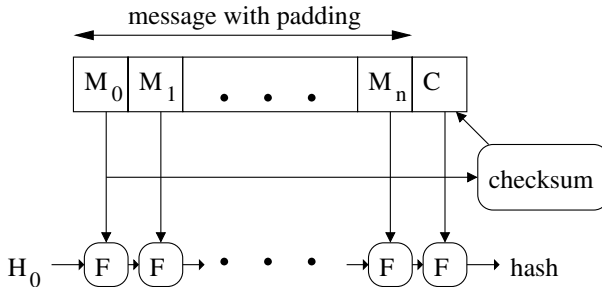 message with padding
M0 M1 • • • Mn C
checksum
H0 F F • • • F F hash